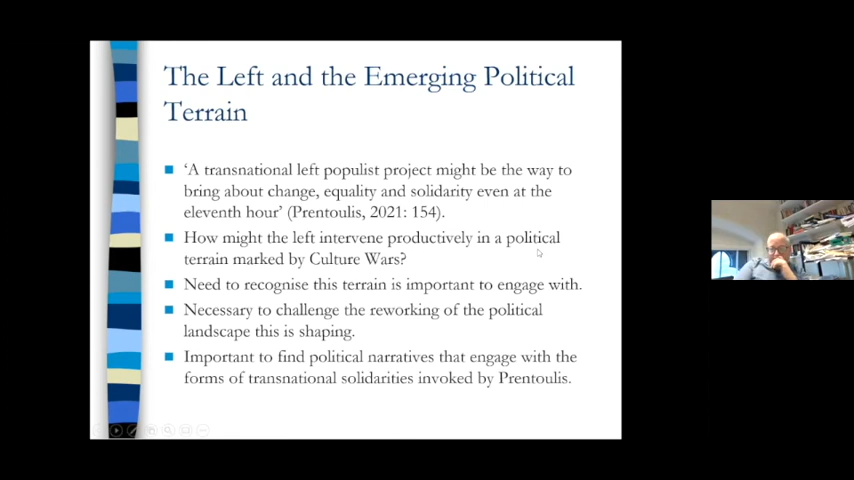 The Left and the Emerging Political
Terrain
‘A transnational left populist project might be the way to
bring about change, equality and solidarity even at the
eleventh hour’ (Prentoulis, 2021: 154).
How might the left intervene productively in a political
terrain marked by Culture Wars?
Need to recognise this terrain is important to engage with.
Necessary to challenge the reworking of the political
landscape this is shaping.
Important to find political narratives that engage with the
forms of transnational solidarities invoked by Prentoulis.